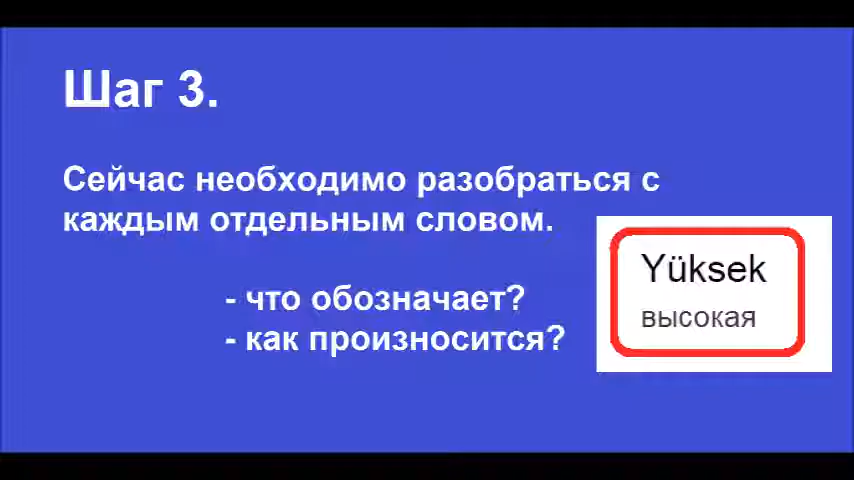 Шаг 3.
Сейчас необходимо разобраться с
каждым отдельным словом.
- что обозначает?
- как произносится?
Yüksek
высокая